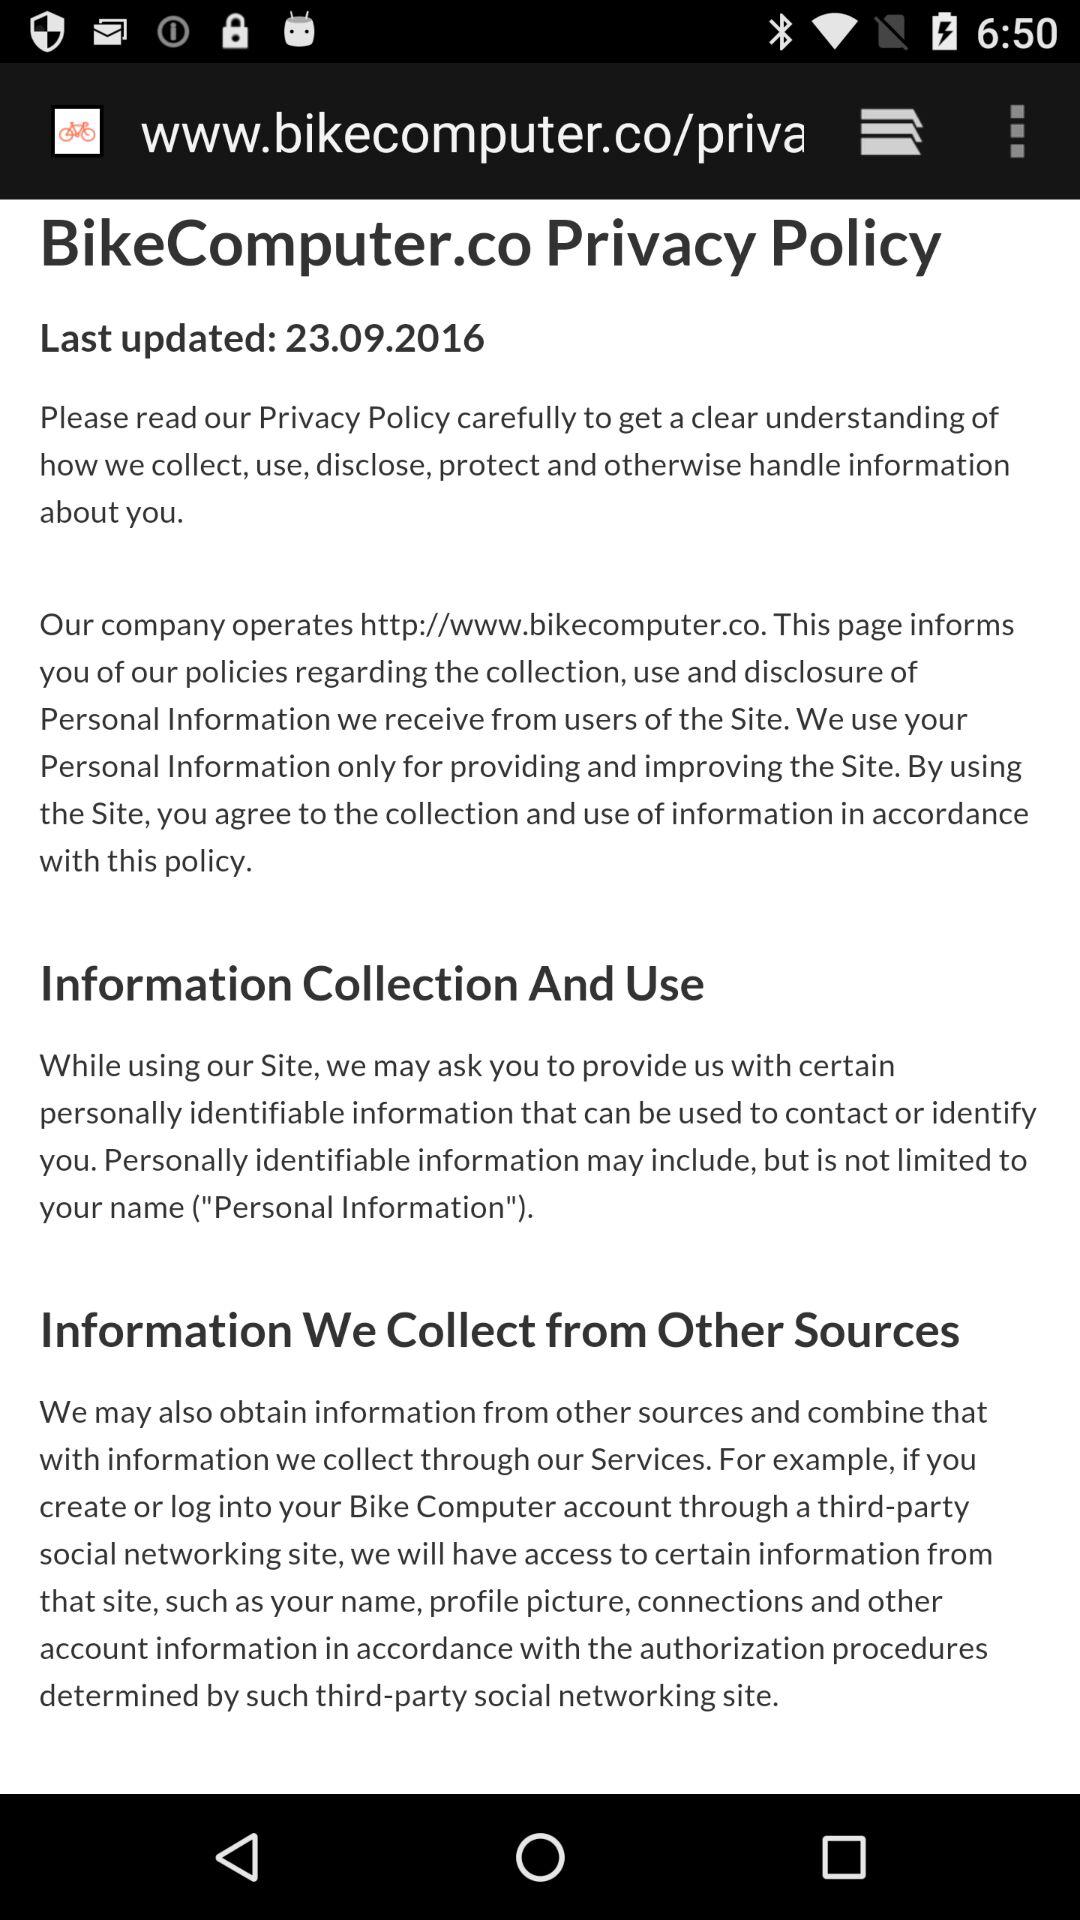 6:50
www.bikecomputer.co/priva
BikeComputer.co Privacy Policy
Last updated: 23.09.2016
Please read our Privacy Policy carefully to get a clear understanding of
how we collect, use, disclose, protect and otherwise handle information
about you.
Our company operates http://www.bikecomputer.co. This page informs
you of our policies regarding the collection, use and disclosure of
Personal Information we receive from users of the Site. We use your
Personal Information only for providing and improving the Site. By using
the Site, you agree to the collection and use of information in accordance
with this policy.
Information Collection And Use
While using our Site, we may ask you to provide us with certain
personally identifiable information that can be used to contact or identify
you. Personally identifiable information may include, but is not limited to
your name ("Personal Information").
Information We Collect from Other Sources
We may also obtain information from other sources and combine that
with information we collect through our Services. For example, if you
create or log into your Bike Computer account through a third-party
social networking site, we will have access to certain information from
that site, such as your name, profile picture, connections and other
account information in accordance with the authorization procedures
determined by such third-party social networking site.